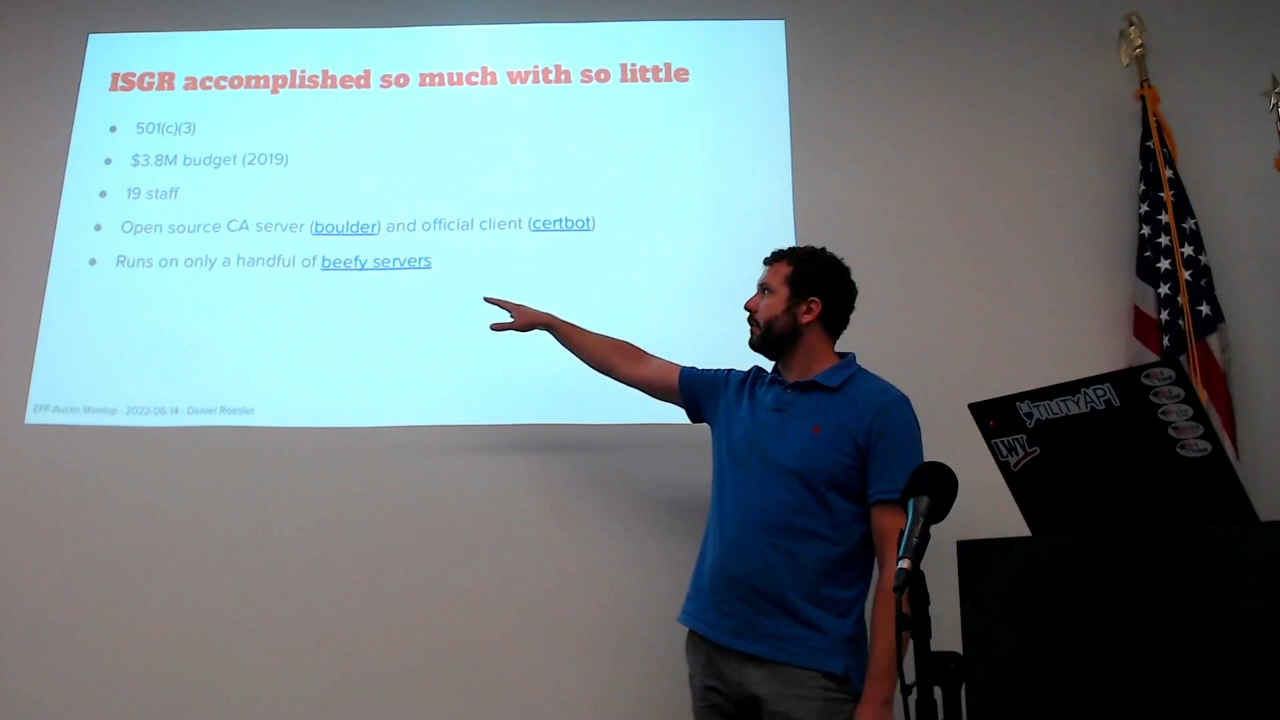 ISGR accomplished so much with so little
501(c)(3)
$3.8M budget (2019)
19 staff
Open source CA server (boulder) and official client (certbot)
Runs on only a handful of beefy servers
EFF-Austin Meetup - 2022-06-14 - Daniel Roesler
UTILITYAPI
LWV